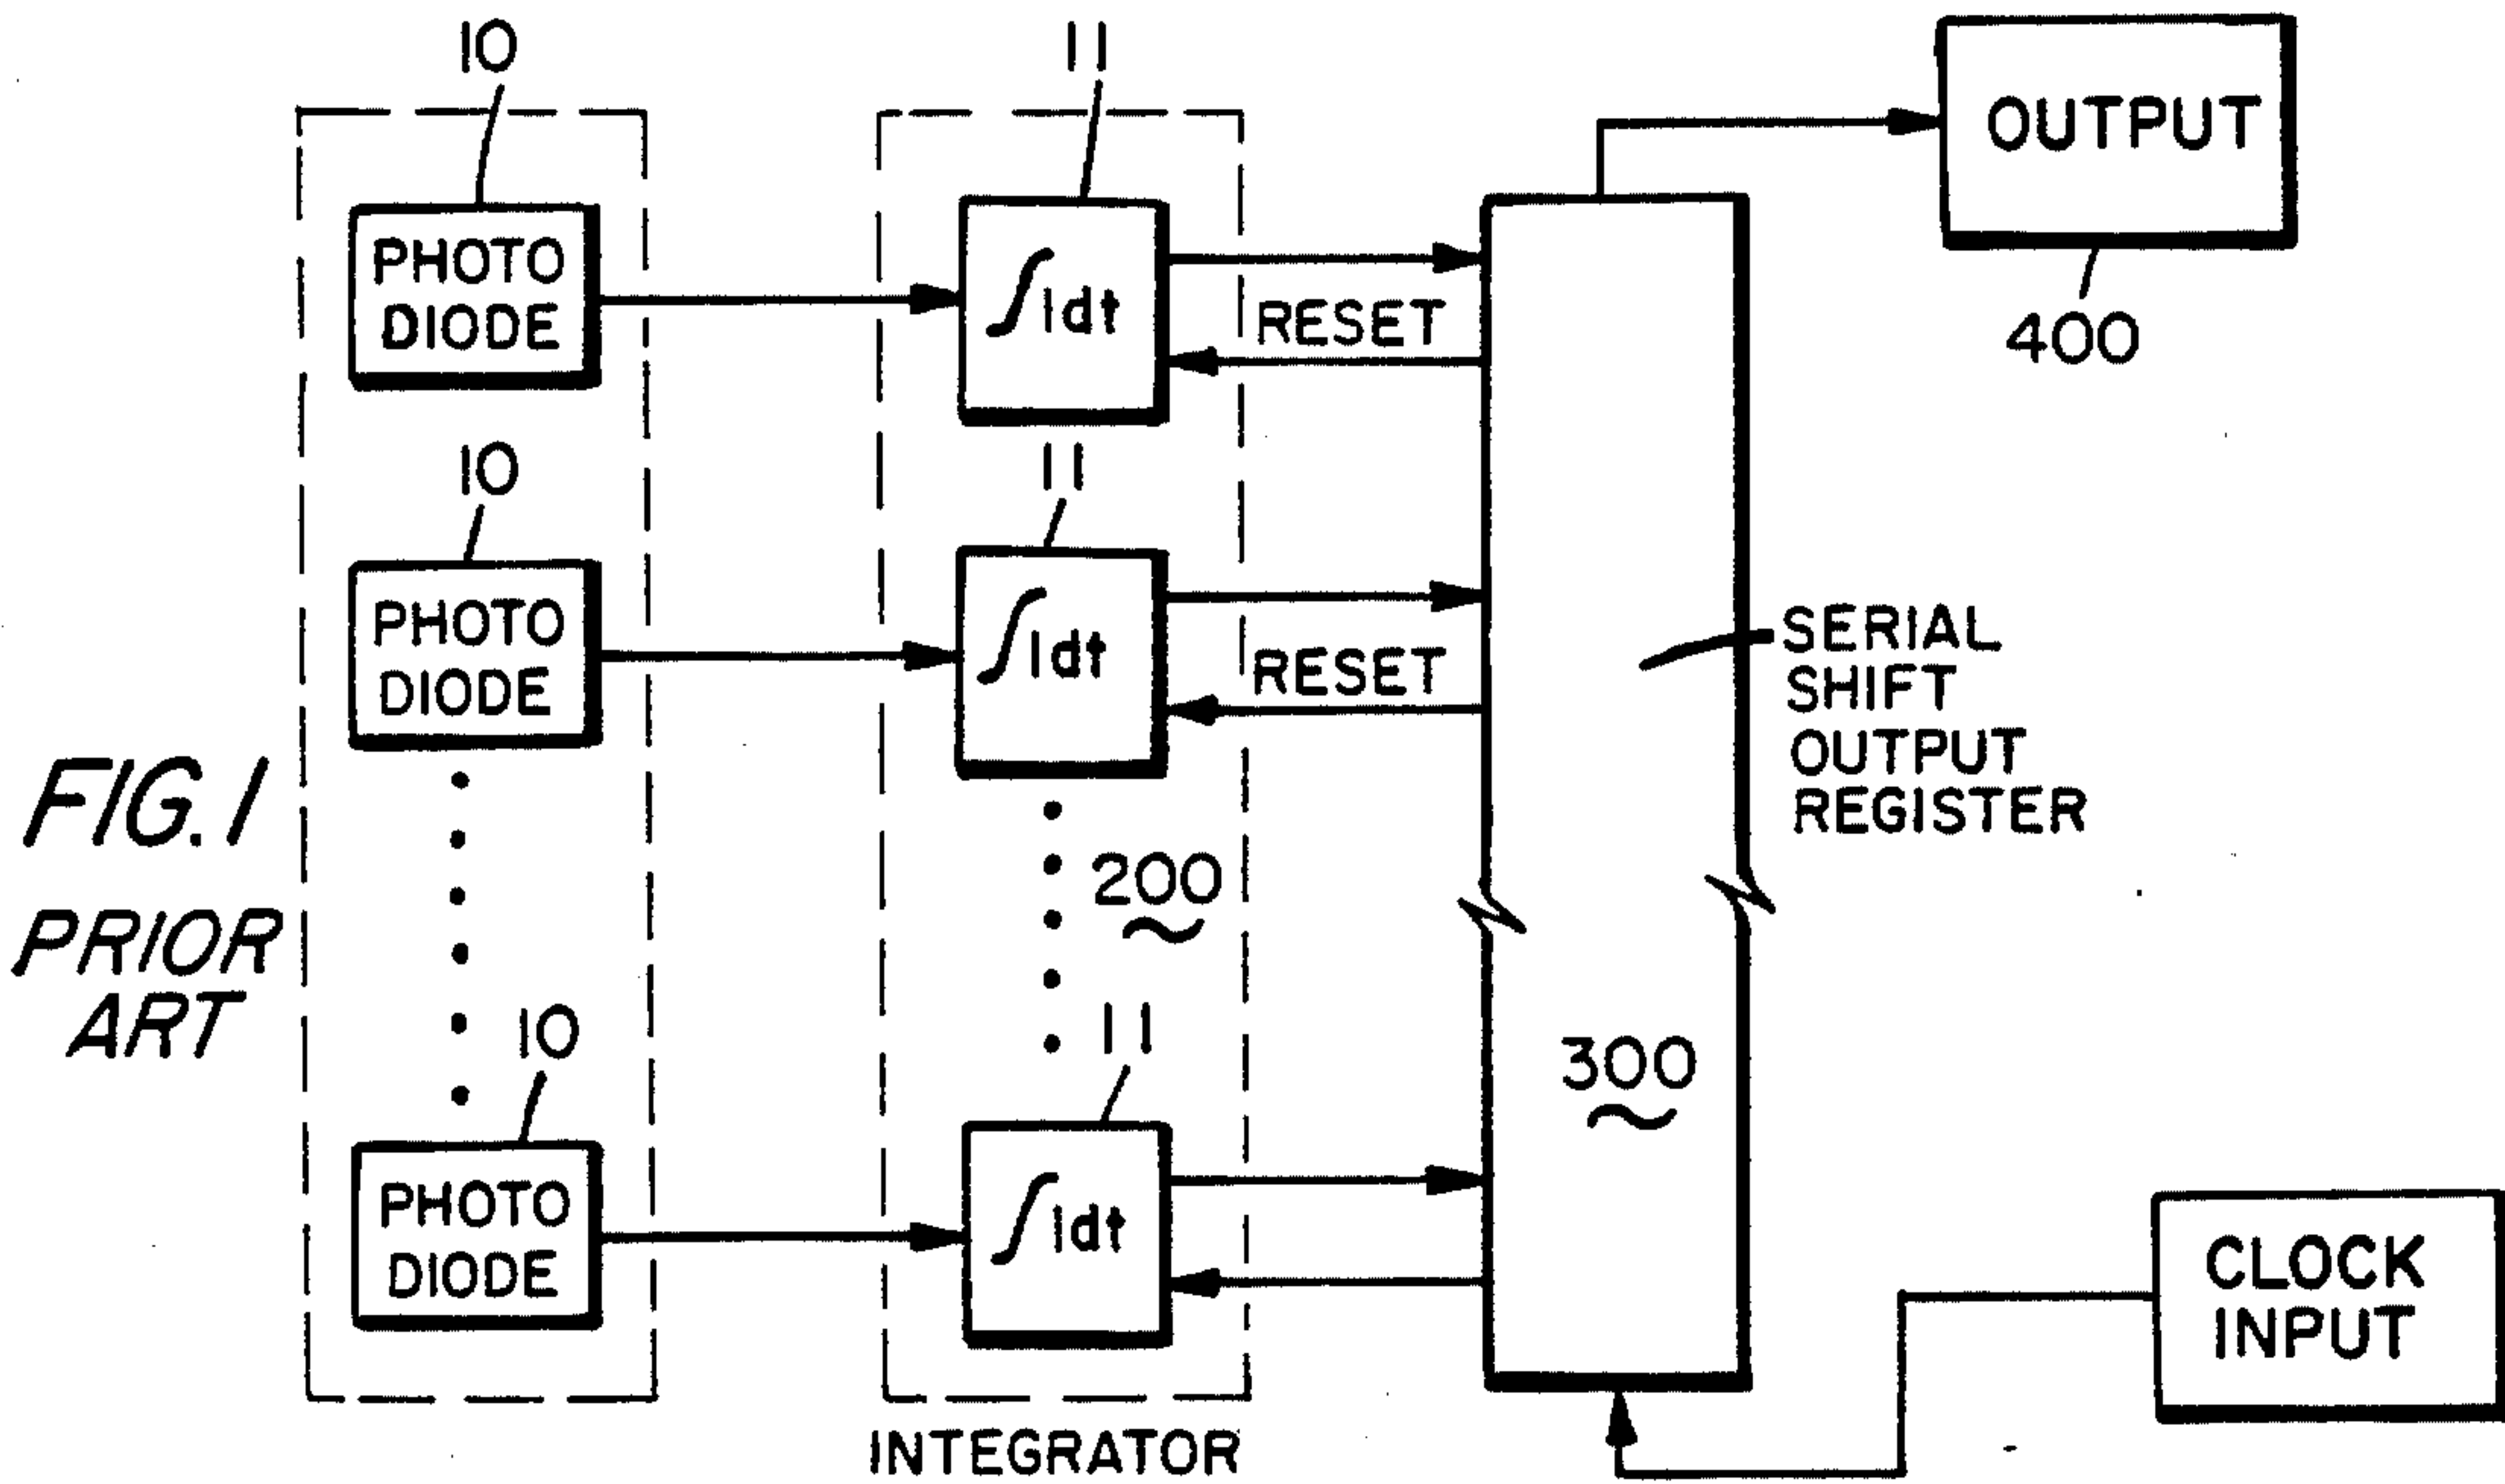 10
11
OUTPUT
PHOTO
DIODE
∫Idt
RESET
400
10
11
PHOTO
DIODE
∫Idt
RESET
SERIAL
SHIFT
OUTPUT
REGISTER
FIG. 1
PRIOR
ART
200
10
11
300
PHOTO
DIODE
∫Idt
CLOCK
INPUT
INTEGRATOR